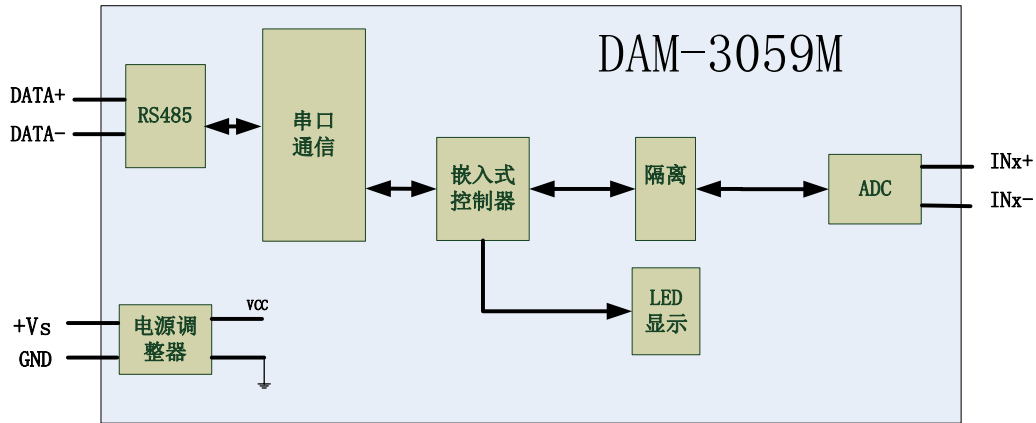 DAM-3059M
DATA+
DATA-
RS485
串口
通信
嵌入式
控制器
隔离
ADC
INx+
INx-
LED
显示
+Vs
GND
电源调
整器
VCC